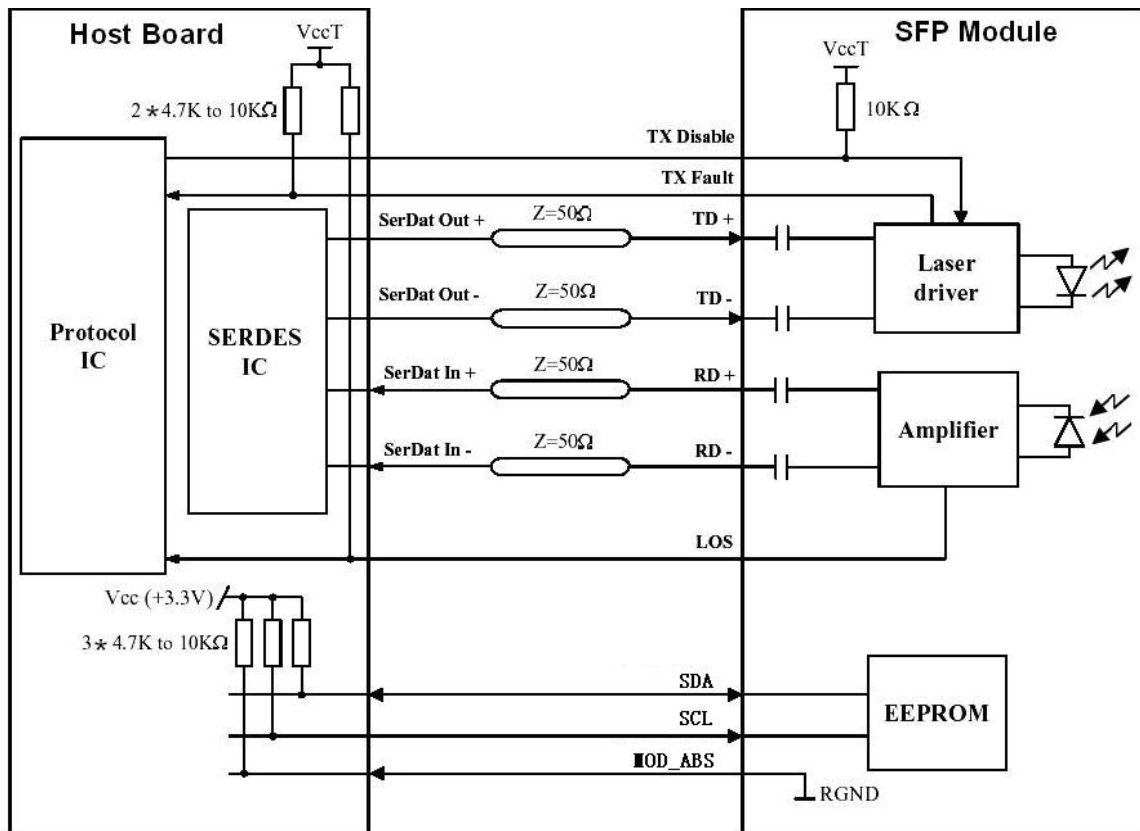 Host Board
SFP Module
VccT
VccT
2*4.7K to 10KΩ
10KΩ
TX Disable
TX Fault
SerDat Out +
Z=50Ω
TD +
SerDat Out -
Z=50Ω
TD -
Laser
driver
Protocol
IC
SERDES
IC
SerDat In +
Z=50Ω
RD +
SerDat In -
Z=50Ω
RD -
Amplifier
LOS
Vcc (+3.3V)
3*4.7K to 10KΩ
SDA
SCL
EEPROM
MOD_ABS
RGND